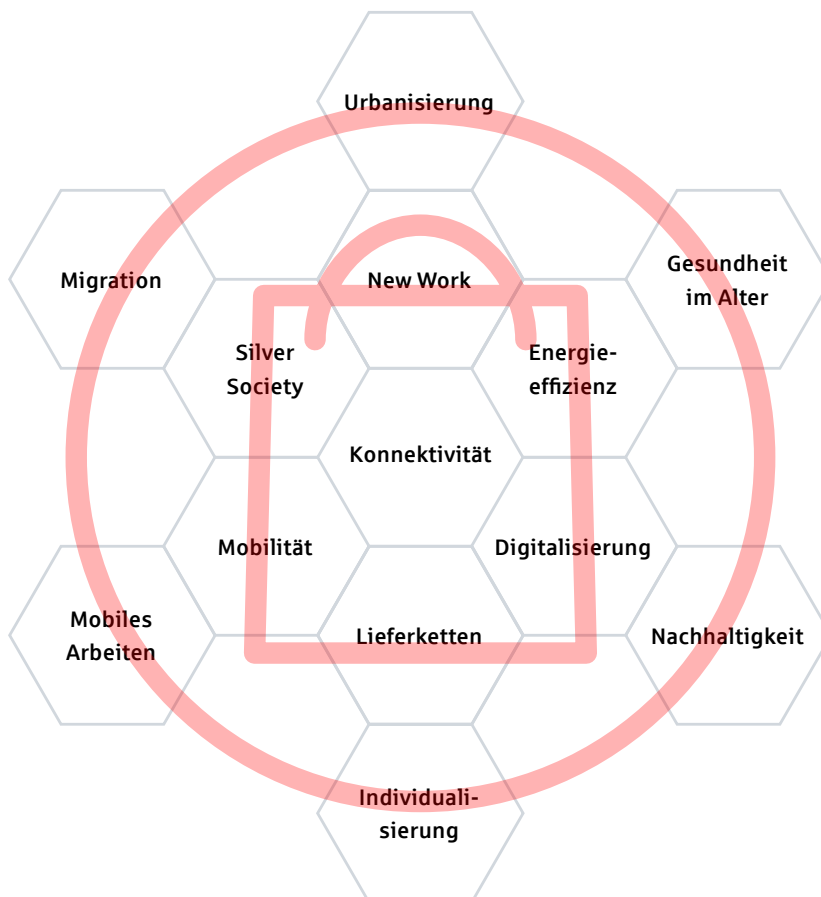 Urbanisierung
Migration
New Work
Gesundheit
im Alter
Silver
Society
Energie-
effizienz
Konnektivität
Mobilität
Digitalisierung
Mobiles
Arbeiten
Lieferketten
Nachhaltigkeit
Individuali-
sierung